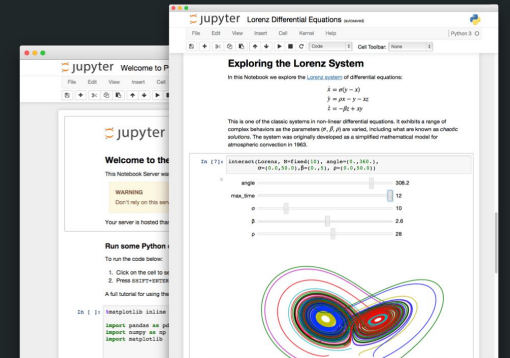 jupyter Welcome to P
File Edit View Insert Cell
jupyter
Welcome to the
This Notebook Server was
WARNING
Don't rely on this serv
Your server is hosted tha
Run some Python
To run the code below:
1. Click on the cell to se
2. Press SHIFT+ENTER
A full tutorial for using the
In [ ]: %matplotlib inline
import pandas as pd
import numpy as np
import matplotlib
jupyter Lorenz Differential Equations (autosaved)
File Edit View Insert Cell Kernel Help
Python 3
Code
Cell Toolbar: None
Exploring the Lorenz System
In this Notebook we explore the Lorenz system of differential equations:
ẋ = σ(y − x)
ẏ = ρx − y − xz
ż = −βz + xy
This is one of the classic systems in non-linear differential equations. It exhibits a range of
complex behaviors as the parameters (σ, β, ρ) are varied, including what are known as chaotic
solutions. The system was originally developed as a simplified mathematical model for
atmospheric convection in 1963.
In [7]: interact(Lorenz, N=fixed(10), angle=(0.,360.),
σ=(0.0,50.0),β=(0.,5), ρ=(0.0,50.0))
angle 308.2
max_time 12
σ 10
β 2.6
ρ 28